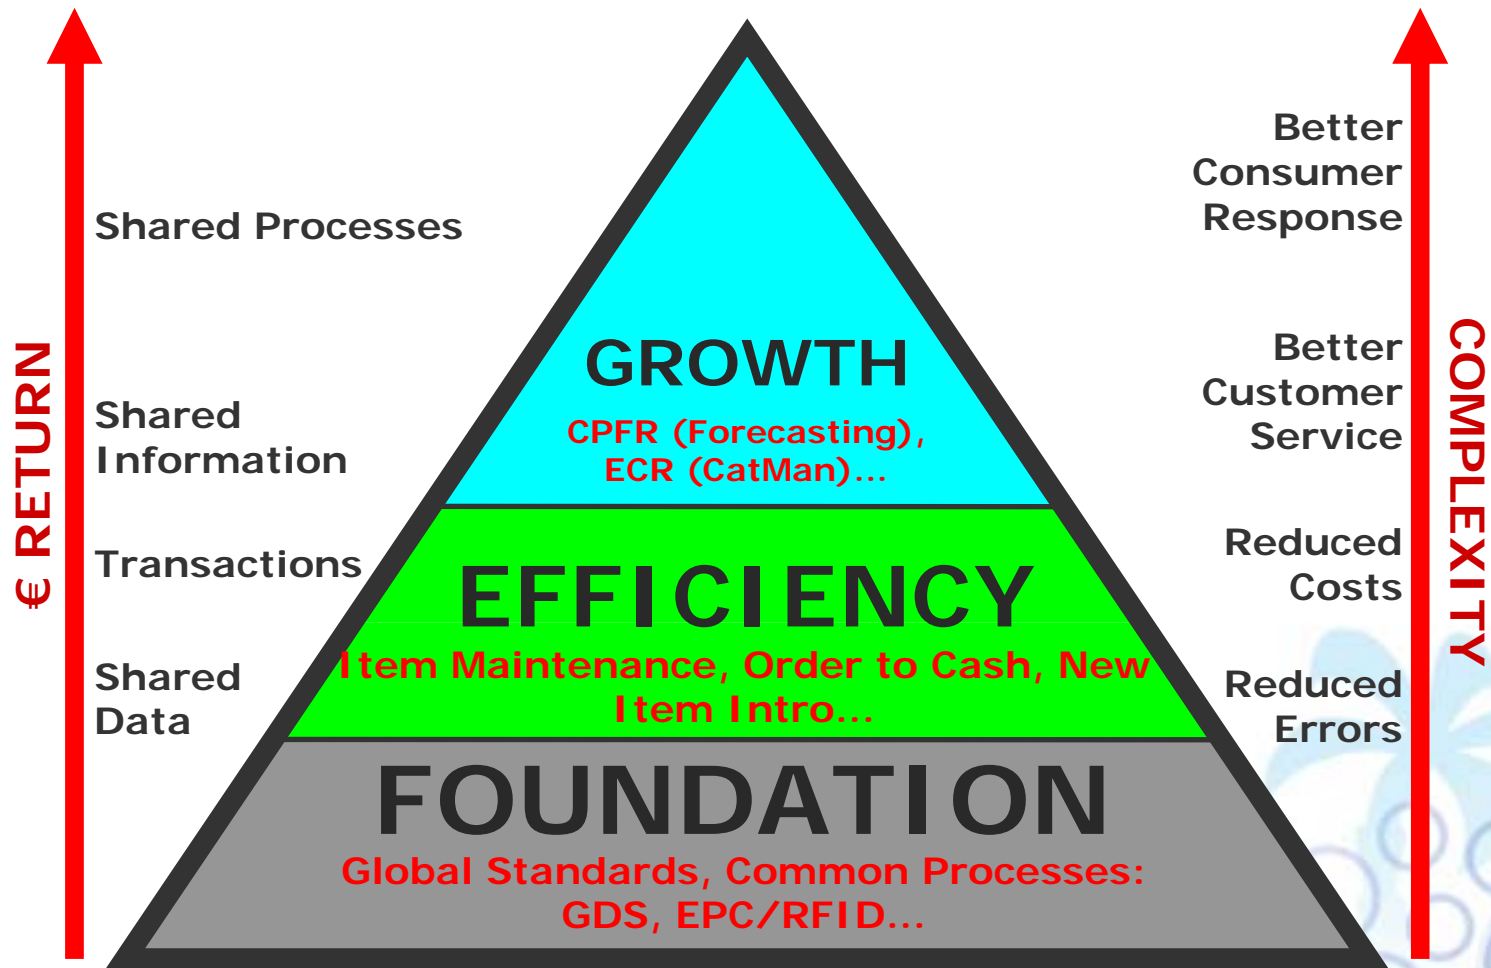 € RETURN
Shared Processes
Shared
Information
Transactions
Shared
Data
GROWTH
CPFR (Forecasting),
ECR (CatMan)...
EFFICIENCY
Item Maintenance, Order to Cash, New
Item Intro...
FOUNDATION
Global Standards, Common Processes:
GDS, EPC/RFID...
Better
Consumer
Response
Better
Customer
Service
Reduced
Costs
Reduced
Errors
COMPLEXITY